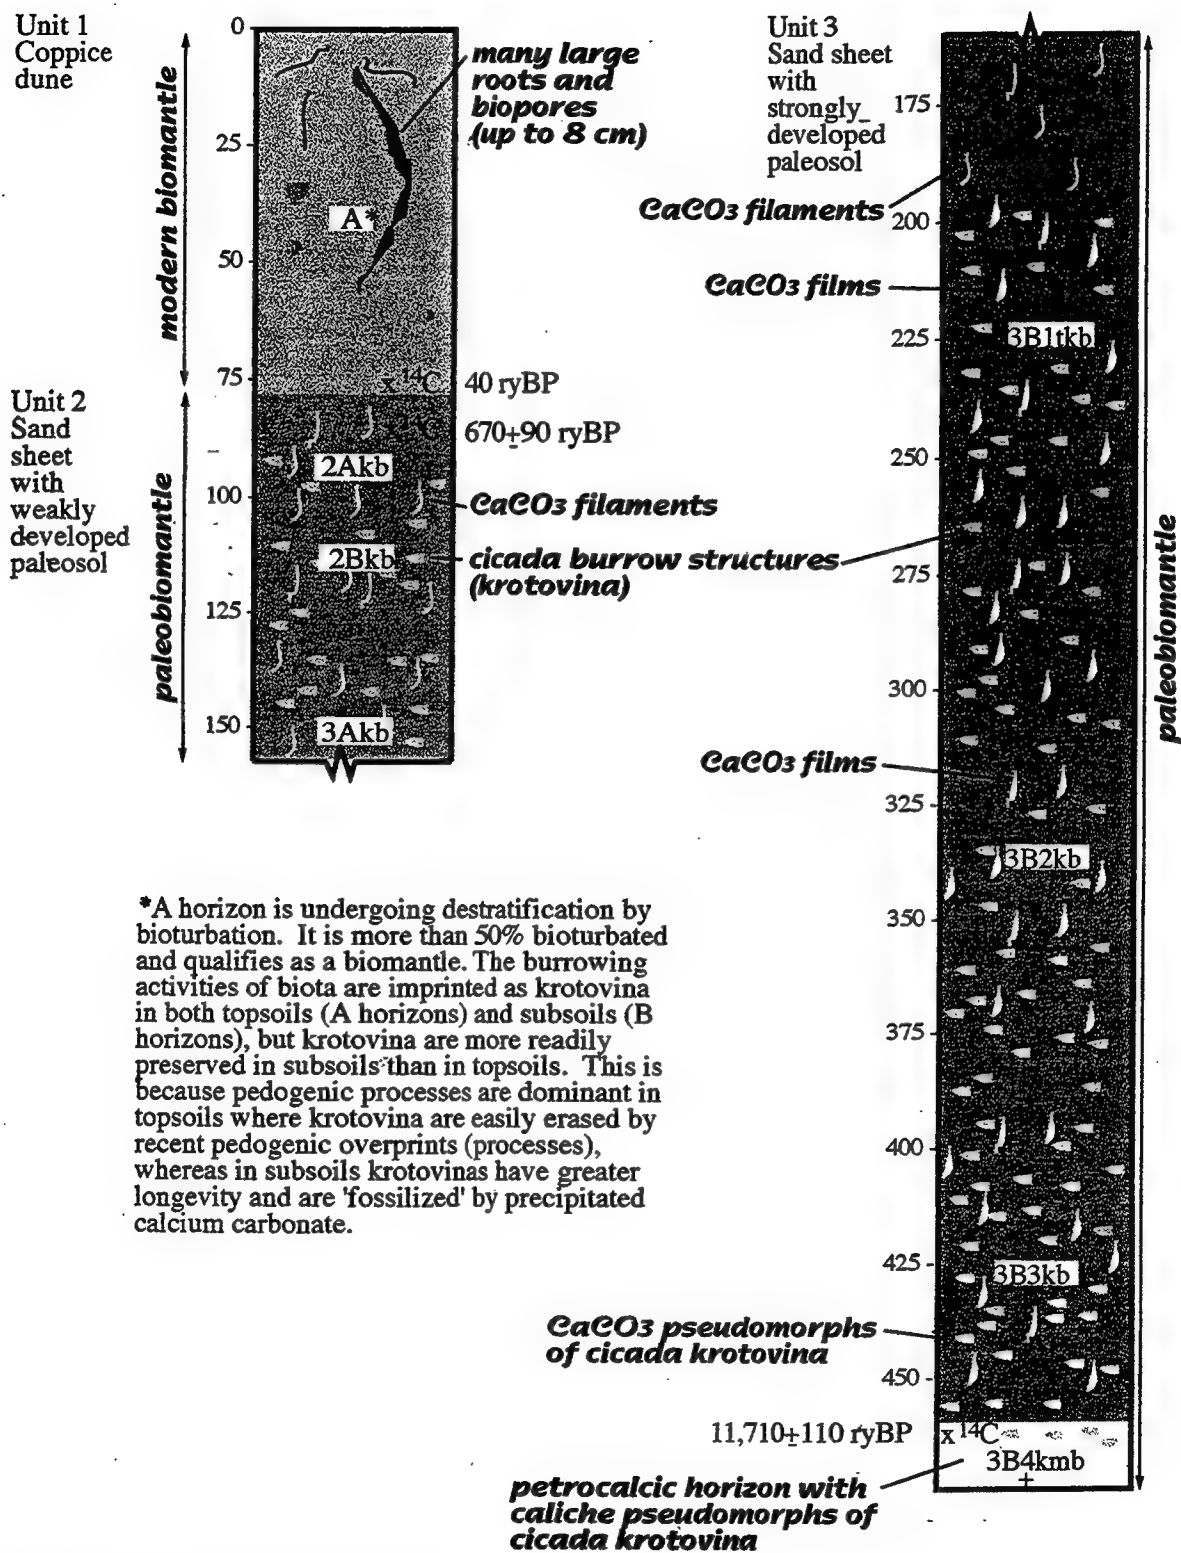 Unit 1
Coppice
dune
modern biomantle
0
25
50
75
many large
roots and
biopores
(up to 8 cm)
A*
x 14C
40 ryBP
Unit 2
Sand
sheet
with
weakly
developed
paleosol
paleobiomantle
100
125
150
C
670±90 ryBP
2Akb
CaCO3 filaments
2Bkb
cicada burrow structures
(krotovina)
3Akb
Unit 3
Sand sheet
with
strongly
developed
paleosol
175
200
225
250
275
300
325
350
375
400
425
450
CaCO3 filaments
CaCO3 films
3B1tkb
CaCO3 films
3B2kb
3B3kb
CaCO3 pseudomorphs
of cicada krotovina
11,710±110 ryBP
x 14C
3B4kmb
+
petrocalcic horizon with
caliche pseudomorphs of
cicada krotovina
paleobiomantle
*A horizon is undergoing destratification by
bioturbation. It is more than 50% bioturbated
and qualifies as a biomantle. The burrowing
activities of biota are imprinted as krotovina
in both topsoils (A horizons) and subsoils (B
horizons), but krotovina are more readily
preserved in subsoils than in topsoils. This is
because pedogenic processes are dominant in
topsoils where krotovina are easily erased by
recent pedogenic overprints (processes),
whereas in subsoils krotovinas have greater
longevity and are 'fossilized' by precipitated
calcium carbonate.